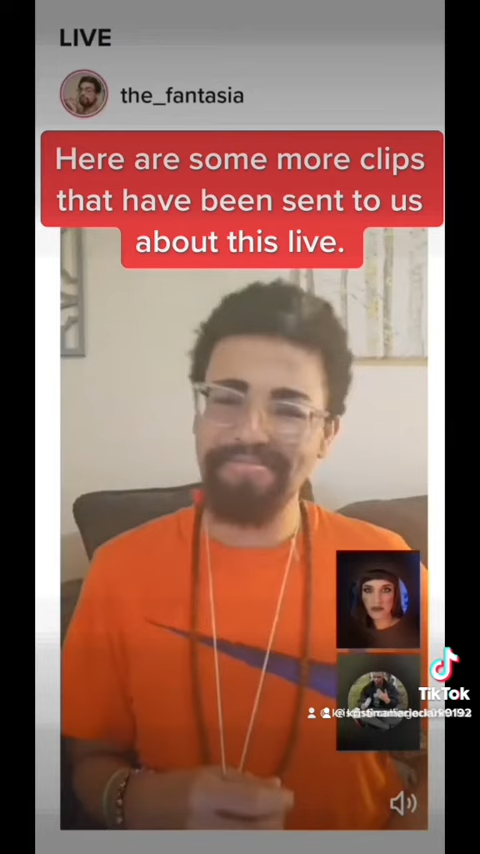 LIVE
the_fantasia
Here are some more clips
that have been sent to us
about this live.
TikTok